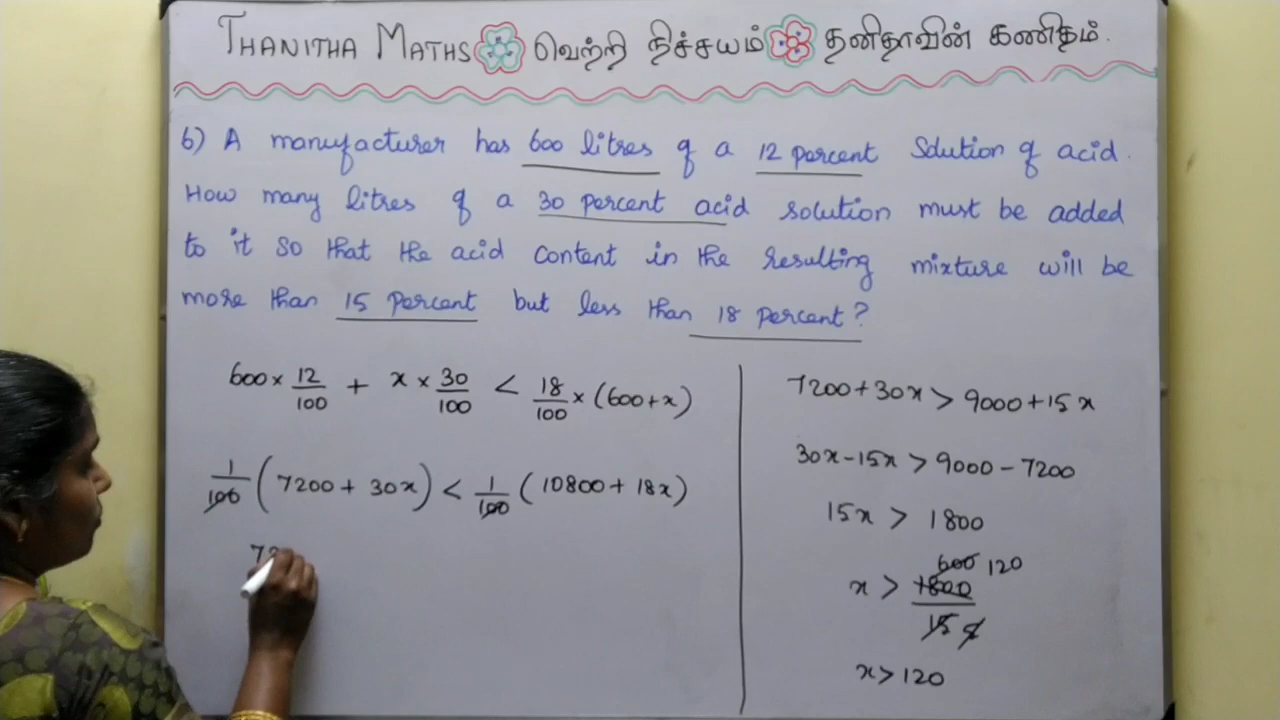 THANITHA MATHS வெற்றி நிச்சயம் தனிதாவின் கணிதம்.
6) A manufacturer has 600 litres of a 12 percent Solution of acid.
How many litres of a 30 percent acid solution must be added
to it so that the acid content in the resulting mixture will be
more than 15 percent but less than 18 percent?
600 × 12/100 + x × 30/100 < 18/100 × (600+x)
1/100 (7200 + 30x) < 1/100 (10800 + 18x)
7200+30x > 9000+15x
30x-15x > 9000-7200
15x > 1800
600 120
x > 1800/15
x > 120